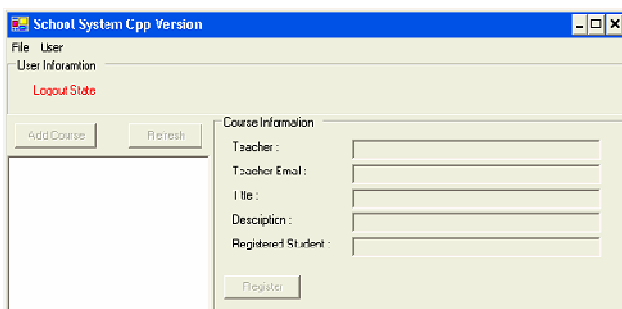 School System Cpp Version
File User
User Inforamtion
Logout State
Add Course Refresh
Course Information
Teacher :
Teacher Email :
Title :
Description :
Registered Student :
Register